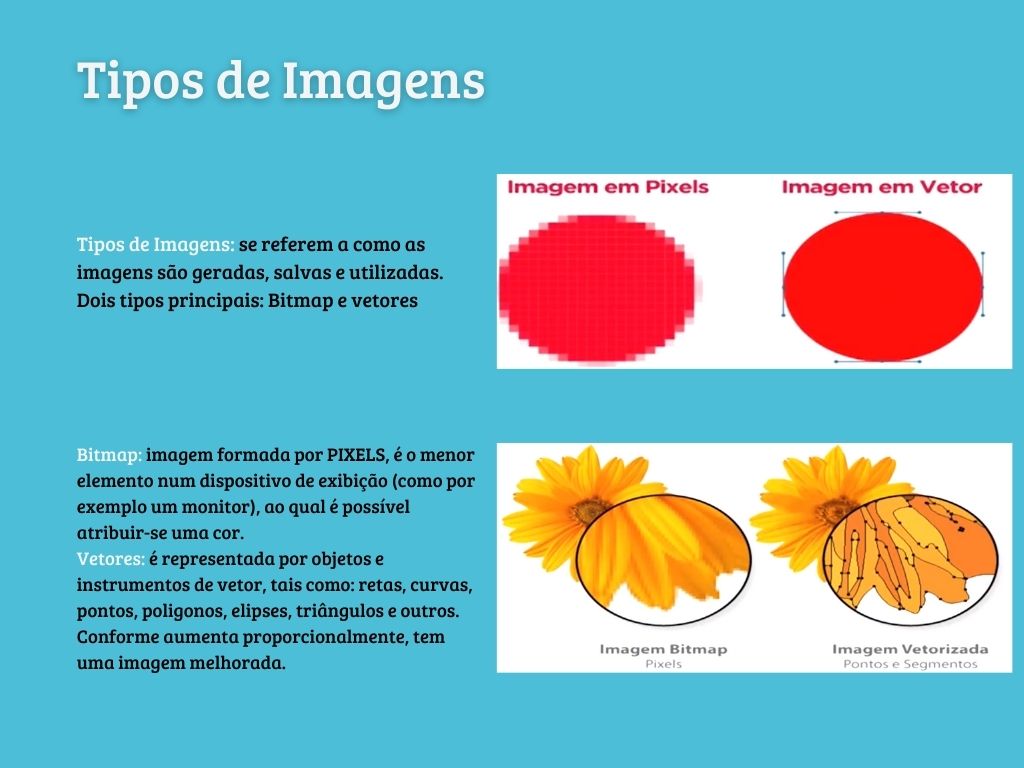 Tipos de Imagens
Tipos de Imagens: se referem a como as
imagens são geradas, salvas e utilizadas.
Dois tipos principais: Bitmap e vetores
Imagem em Pixels
Imagem em Vetor
Bitmap: imagem formada por PIXELS, é o menor
elemento num dispositivo de exibição (como por
exemplo um monitor), ao qual é possível
atribuir-se uma cor.
Vetores: é representada por objetos e
instrumentos de vetor, tais como: retas, curvas,
pontos, poligonos, elipses, triângulos e outros.
Conforme aumenta proporcionalmente, tem
uma imagem melhorada.
Imagem Bitmap
Pixels
Imagem Vetorizada
Pontos e Segmentos